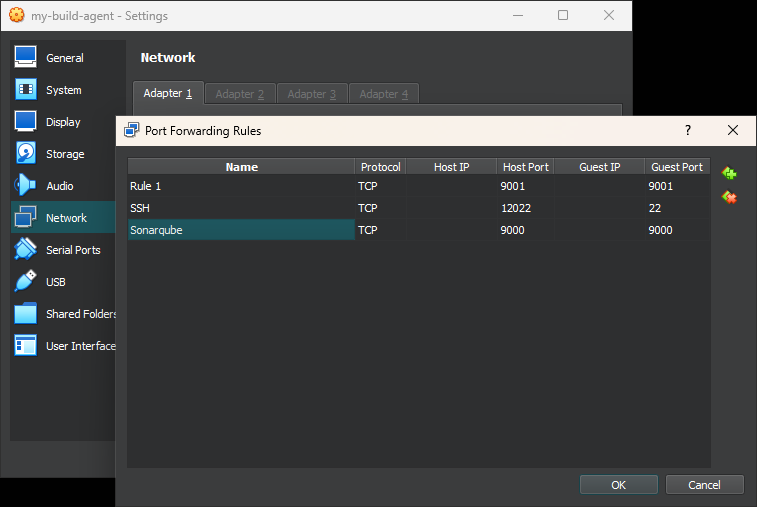 my-build-agent - Settings
General
System
Display
Storage
Audio
Network
Serial Ports
USB
Shared Folders
User Interface
Network
Adapter 1
Adapter 2
Adapter 3
Adapter 4
Port Forwarding Rules
?
Name Protocol Host IP Host Port Guest IP Guest Port
Rule 1 TCP 9001 9001
SSH TCP 12022 22
Sonarqube TCP 9000 9000
OK
Cancel